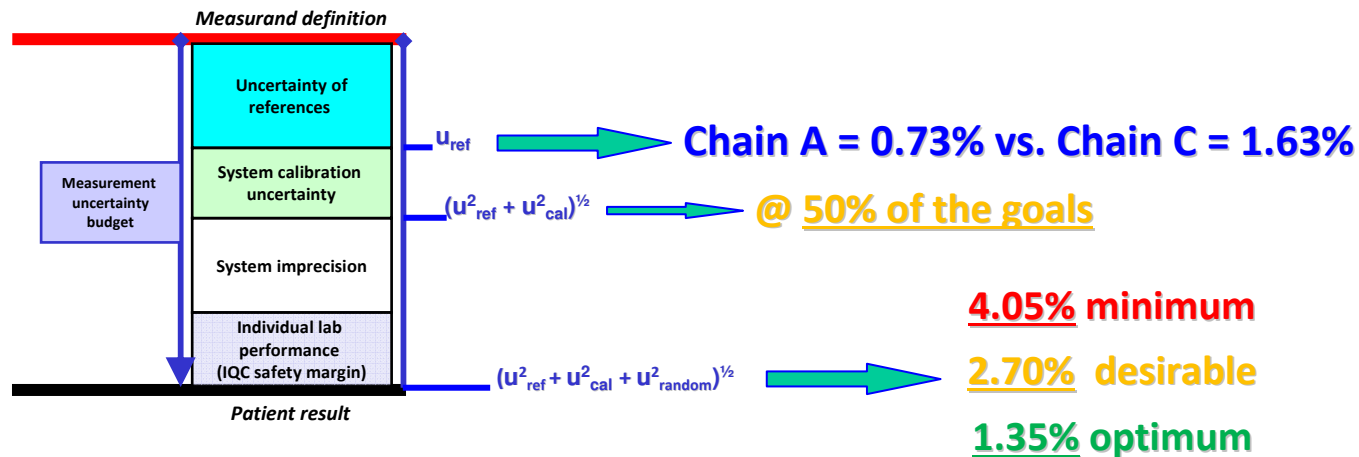 Measurand definition
Uncertainty of
references
u_ref
Chain A = 0.73% vs. Chain C = 1.63%
Measurement
uncertainty
budget
System calibration
uncertainty
(u²_ref + u²_cal)^½
@ 50% of the goals
System imprecision
4.05% minimum
Individual lab
performance
(IQC safety margin)
(u²_ref + u²_cal + u²_random)^½
2.70% desirable
Patient result
1.35% optimum